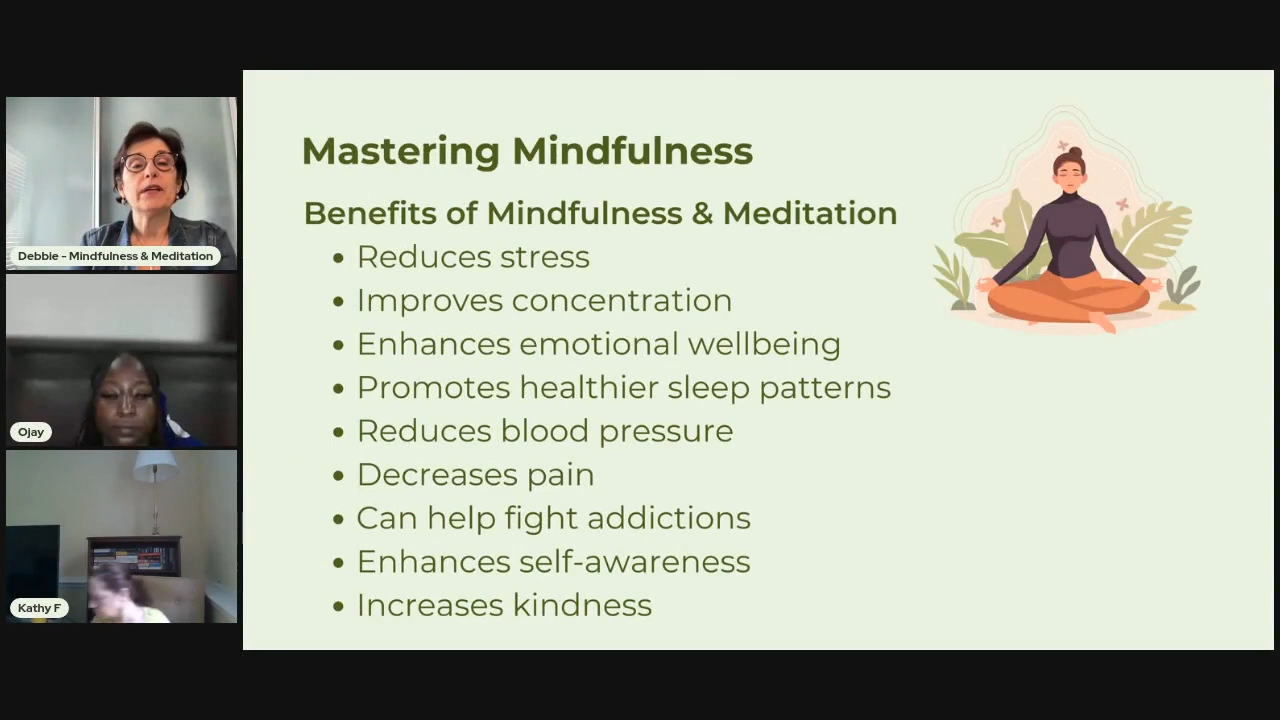 Mastering Mindfulness
Benefits of Mindfulness & Meditation
• Reduces stress
• Improves concentration
• Enhances emotional wellbeing
• Promotes healthier sleep patterns
• Reduces blood pressure
• Decreases pain
• Can help fight addictions
• Enhances self-awareness
• Increases kindness
Debbie - Mindfulness & Meditation
Ojay
Kathy F